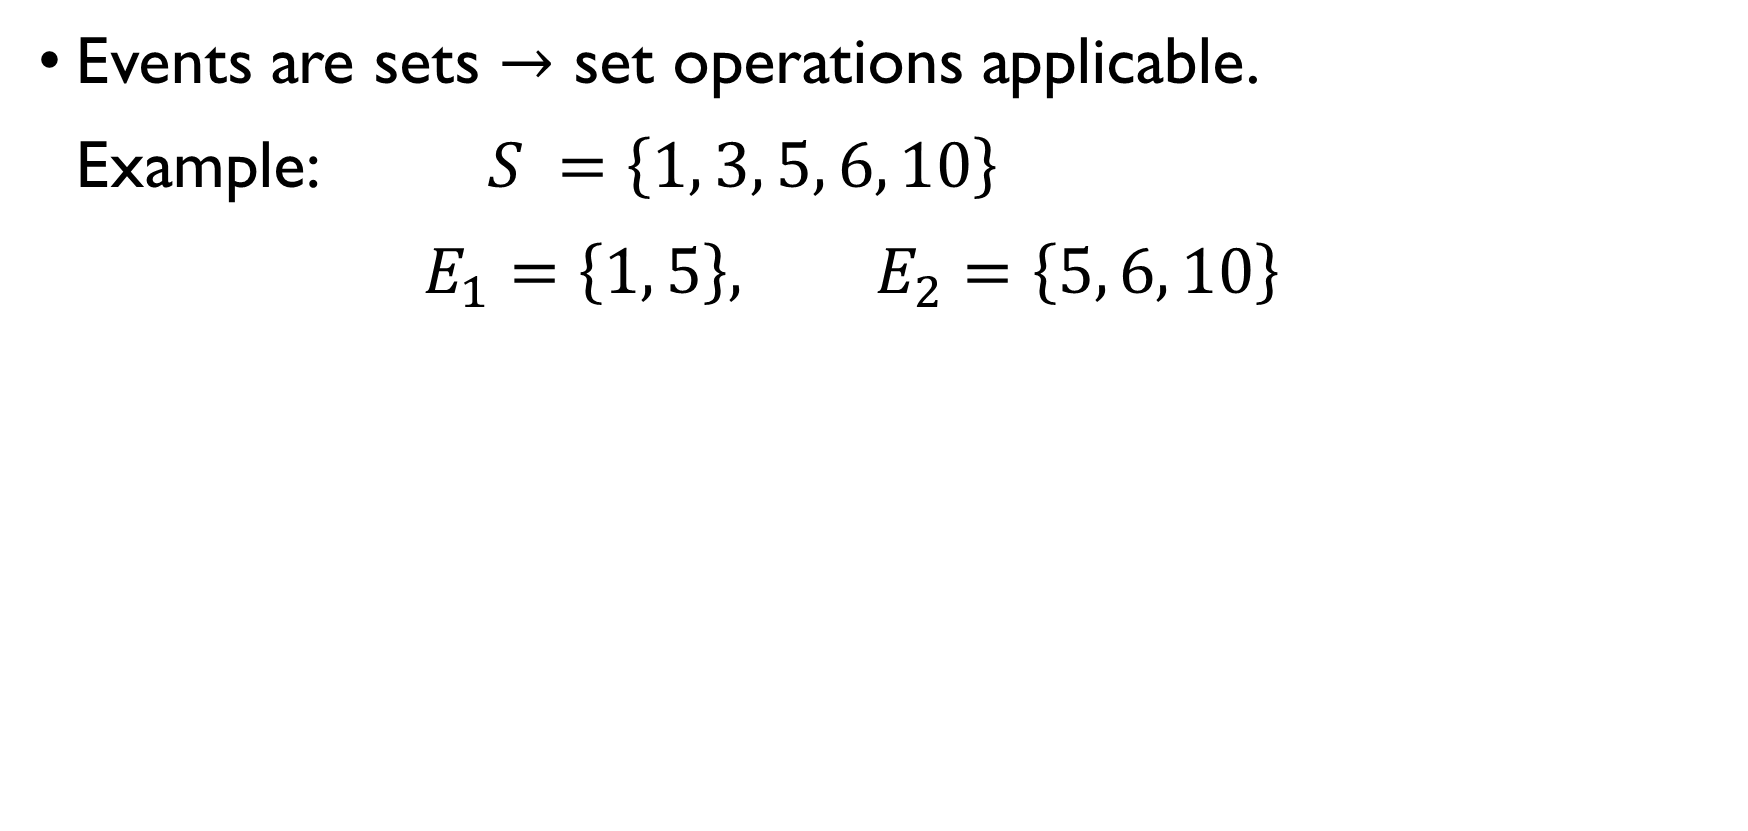 • Events are sets → set operations applicable.
Example: S = {1, 3, 5, 6, 10}
E₁ = {1, 5}, E₂ = {5, 6, 10}